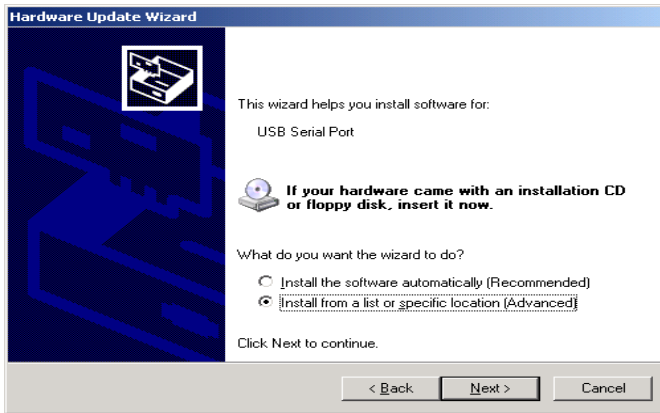 Hardware Update Wizard
This wizard helps you install software for:
USB Serial Port
If your hardware came with an installation CD
or floppy disk, insert it now.
What do you want the wizard to do?
Install the software automatically (Recommended)
Install from a list or specific location (Advanced)
Click Next to continue.
< Back Next > Cancel